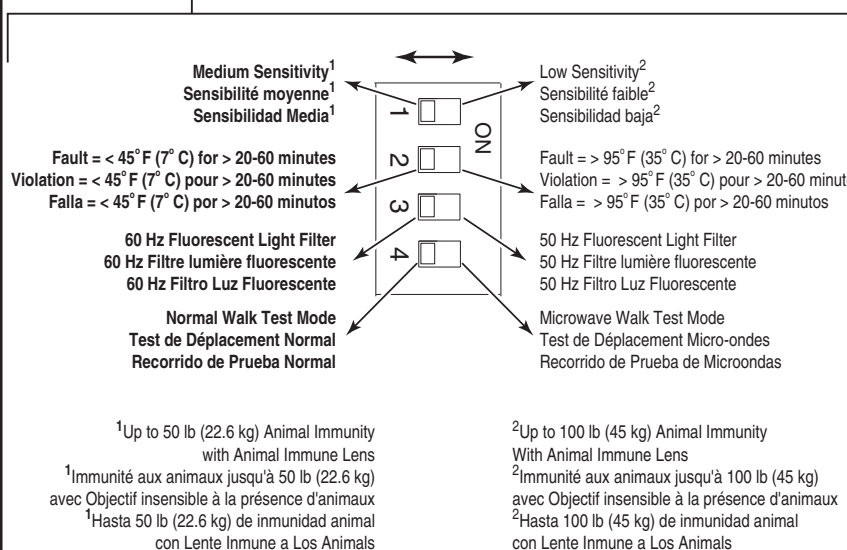 Medium Sensitivity1
Sensibilité moyenne1
Sensibilidad Media1
Low Sensitivity2
Sensibilité faible2
Sensibilidad baja2
ON
1
2
3
4
Fault = < 45°F (7° C) for > 20-60 minutes
Violation = < 45°F (7° C) pour > 20-60 minutes
Falla = < 45°F (7° C) por > 20-60 minutos
Fault = > 95°F (35° C) for > 20-60 minutes
Violation = > 95°F (35° C) pour > 20-60 minut
Falla = > 95°F (35° C) por > 20-60 minutos
60 Hz Fluorescent Light Filter
60 Hz Filtre lumière fluorescente
60 Hz Filtro Luz Fluorescente
50 Hz Fluorescent Light Filter
50 Hz Filtre lumière fluorescente
50 Hz Filtro Luz Fluorescente
Normal Walk Test Mode
Test de Déplacement Normal
Recorrido de Prueba Normal
Microwave Walk Test Mode
Test de Déplacement Micro-ondes
Recorrido de Prueba de Microondas
1Up to 50 lb (22.6 kg) Animal Immunity
with Animal Immune Lens
1Immunité aux animaux jusqu'à 50 lb (22.6 kg)
avec Objectif insensible à la présence d'animaux
1Hasta 50 lb (22.6 kg) de inmunidad animal
con Lente Inmune a Los Animals
2Up to 100 lb (45 kg) Animal Immunity
With Animal Immune Lens
2Immunité aux animaux jusqu'à 100 lb (45 kg)
avec Objectif insensible à la présence d'animaux
2Hasta 100 lb (45 kg) de inmunidad animal
con Lente Inmune a Los Animals